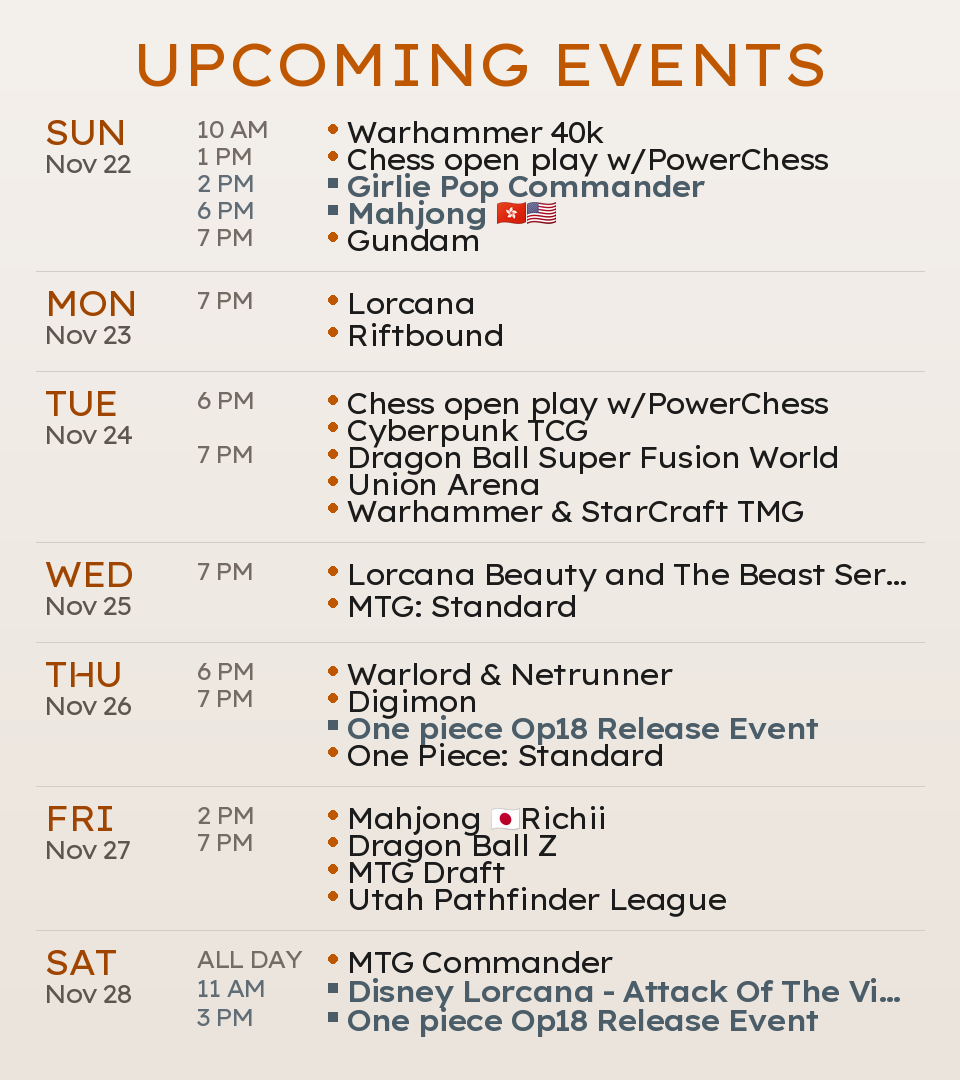 UPCOMING EVENTS
SUN
Nov 22
10 AM • Warhammer 40k
1 PM • Chess open play w/PowerChess
2 PM ▪ Girlie Pop Commander
6 PM ▪ Mahjong 🇭🇰🇺🇸
7 PM • Gundam
MON
Nov 23
7 PM • Lorcana
• Riftbound
TUE
Nov 24
6 PM • Chess open play w/PowerChess
• Cyberpunk TCG
7 PM • Dragon Ball Super Fusion World
• Union Arena
• Warhammer & StarCraft TMG
WED
Nov 25
7 PM • Lorcana Beauty and The Beast Ser...
• MTG: Standard
THU
Nov 26
6 PM • Warlord & Netrunner
7 PM • Digimon
▪ One piece Op18 Release Event
• One Piece: Standard
FRI
Nov 27
2 PM • Mahjong 🇯🇵Richii
7 PM • Dragon Ball Z
• MTG Draft
• Utah Pathfinder League
SAT
Nov 28
ALL DAY • MTG Commander
11 AM ▪ Disney Lorcana - Attack Of The Vi...
3 PM ▪ One piece Op18 Release Event